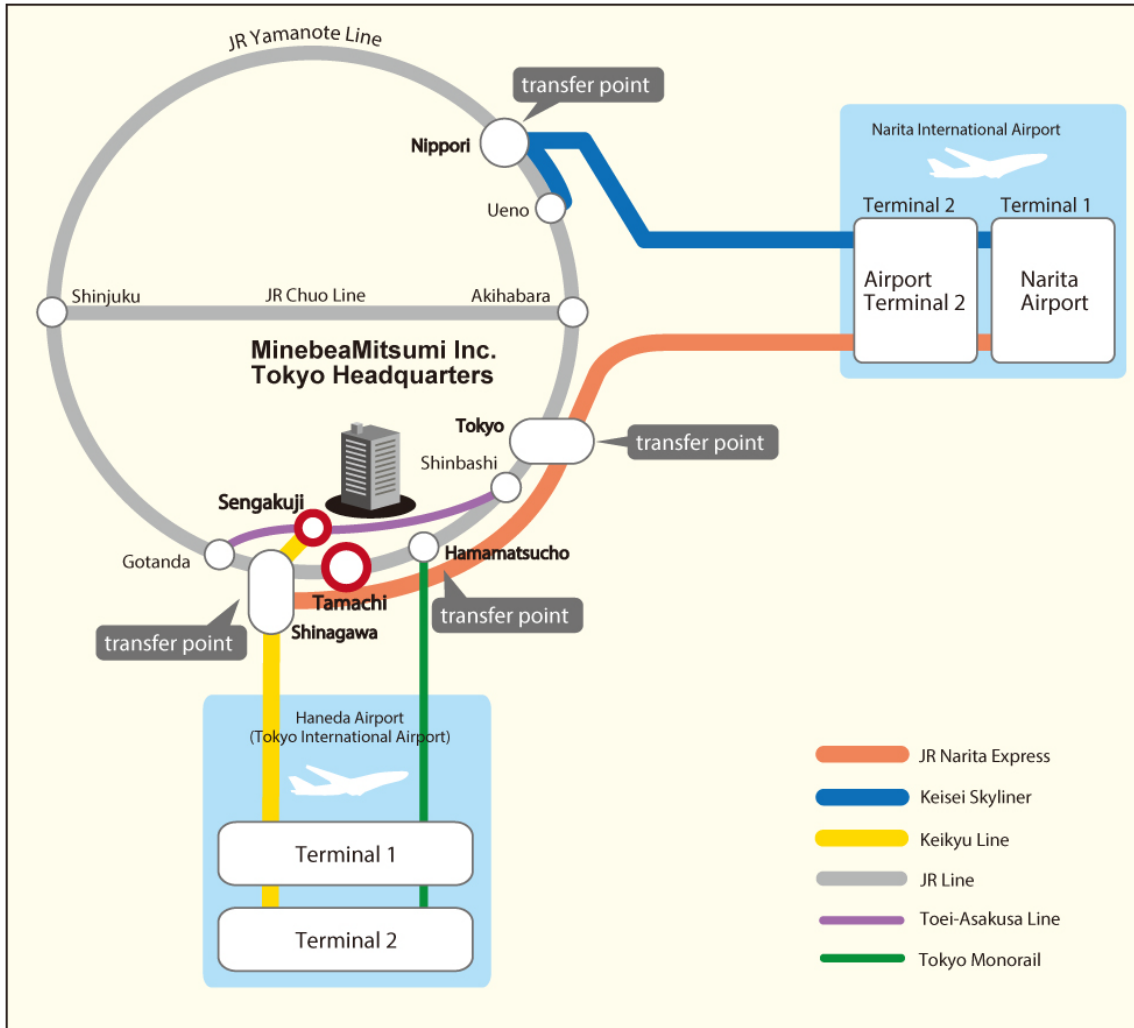 JR Yamanote Line
transfer point
Nippori
Ueno
Narita International Airport
Terminal 2
Terminal 1
Airport
Terminal 2
Narita
Airport
Shinjuku
JR Chuo Line
Akihabara
MinebeaMitsumi Inc.
Tokyo Headquarters
Tokyo
transfer point
Shinbashi
Sengakuji
Gotanda
Hamamatsucho
Tamachi
transfer point
Shinagawa
transfer point
Haneda Airport
(Tokyo International Airport)
Terminal 1
Terminal 2
JR Narita Express
Keisei Skyliner
Keikyu Line
JR Line
Toei-Asakusa Line
Tokyo Monorail